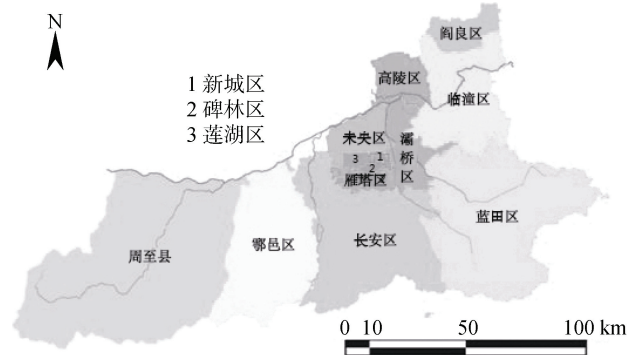 N
阎良区
高陵区
临潼区
1 新城区
2 碑林区
3 莲湖区
未央区
灞桥区
3
1
2
雁塔区
蓝田区
长安区
鄠邑区
周至县
0 10 50 100 km